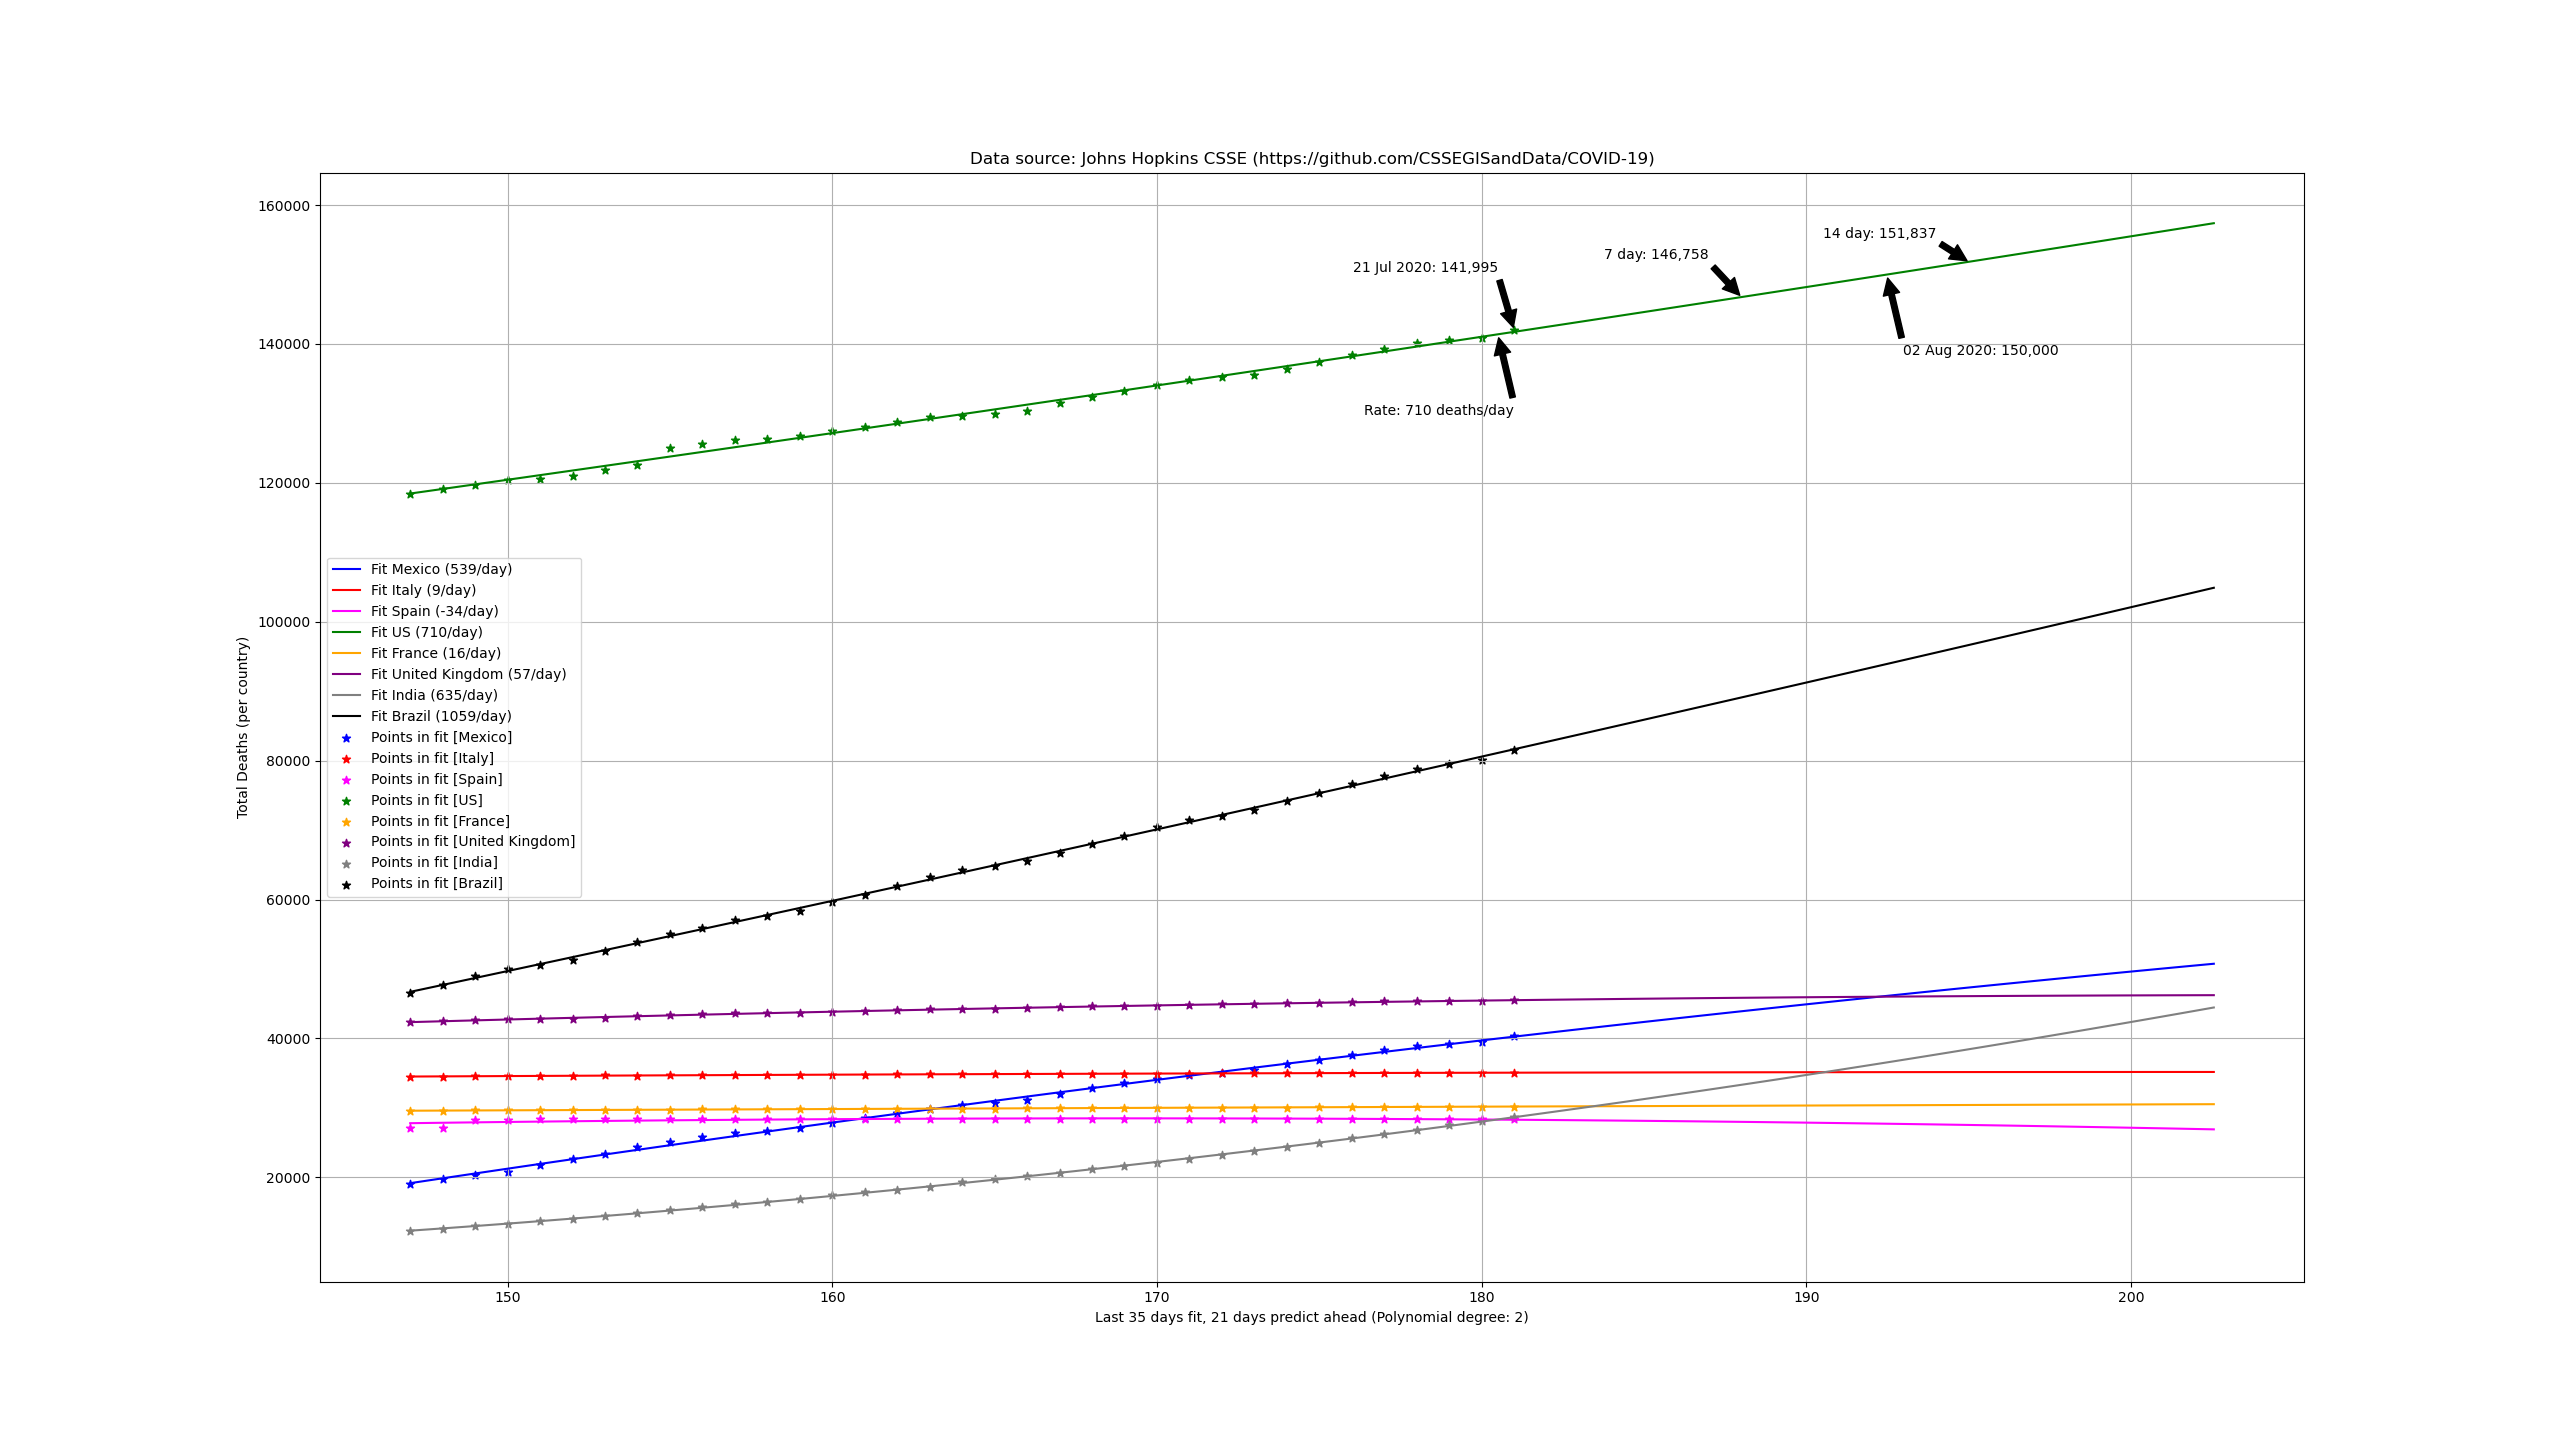 Data source: Johns Hopkins CSSE (https://github.com/CSSEGISandData/COVID-19)
160000
140000
120000
100000
80000
60000
40000
20000
Total Deaths (per country)
14 day: 151,837
7 day: 146,758
21 Jul 2020: 141,995
02 Aug 2020: 150,000
Rate: 710 deaths/day
Fit Mexico (539/day)
Fit Italy (9/day)
Fit Spain (-34/day)
Fit US (710/day)
Fit France (16/day)
Fit United Kingdom (57/day)
Fit India (635/day)
Fit Brazil (1059/day)
Points in fit [Mexico]
Points in fit [Italy]
Points in fit [Spain]
Points in fit [US]
Points in fit [France]
Points in fit [United Kingdom]
Points in fit [India]
Points in fit [Brazil]
150 160 170 180 190 200
Last 35 days fit, 21 days predict ahead (Polynomial degree: 2)